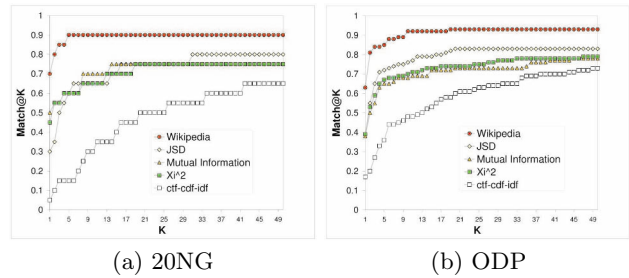 Match@K
1
0.9
0.8
0.7
0.6
0.5
0.4
0.3
0.2
0.1
0
1 5 9 13 17 21 25 29 33 37 41 45 49
K
Wikipedia
JSD
Mutual Information
Xi^2
ctf-cdf-idf
(a) 20NG
Match@K
1
0.9
0.8
0.7
0.6
0.5
0.4
0.3
0.2
0.1
0
1 5 9 13 17 21 25 29 33 37 41 45 49
K
Wikipedia
JSD
Mutual Information
Xi^2
ctf-cdf-idf
(b) ODP